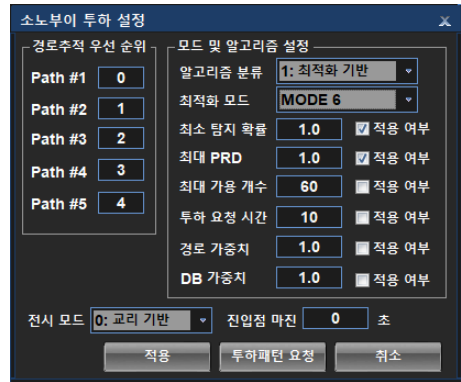 소노부이 투하 설정 x
경로추적 우선 순위
Path #1 0
Path #2 1
Path #3 2
Path #4 3
Path #5 4
모드 및 알고리즘 설정
알고리즘 분류 1: 최적화 기반
최적화 모드 MODE 6
최소 탐지 확률 1.0 적용 여부
최대 PRD 1.0 적용 여부
최대 가용 개수 60 적용 여부
투하 요청 시간 10 적용 여부
경로 가중치 1.0 적용 여부
DB 가중치 1.0 적용 여부
전시 모드 0: 교리 기반 진입점 마진 0 초
적용 투하패턴 요청 취소